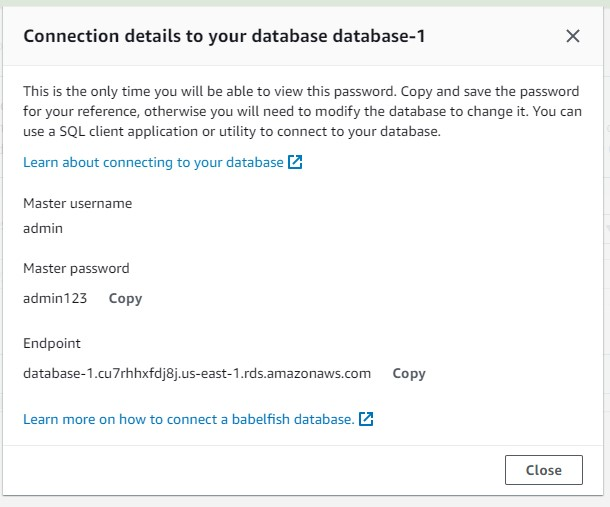 Connection details to your database database-1
This is the only time you will be able to view this password. Copy and save the password
for your reference, otherwise you will need to modify the database to change it. You can
use a SQL client application or utility to connect to your database.
Learn about connecting to your database
Master username
admin
Master password
admin123 Copy
Endpoint
database-1.cu7rhhxfdj8j.us-east-1.rds.amazonaws.com Copy
Learn more on how to connect a babelfish database.
Close